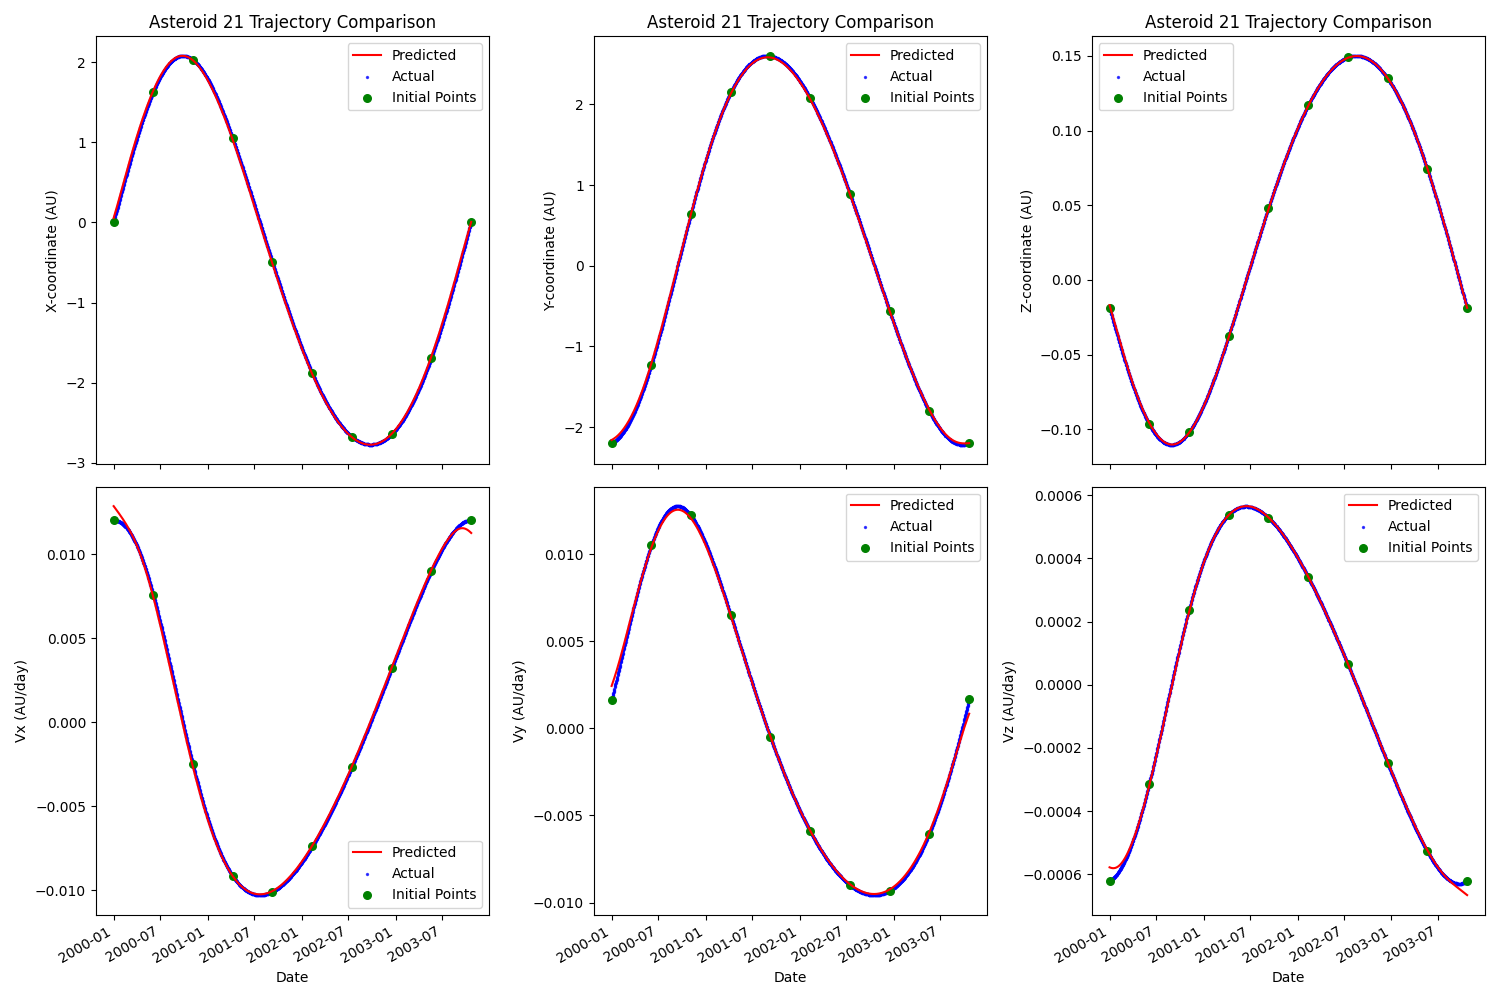 Asteroid 21 Trajectory Comparison
Predicted
Actual
Initial Points
X-coordinate (AU)
2
1
0
−1
−2
−3
Asteroid 21 Trajectory Comparison
Predicted
Actual
Initial Points
Y-coordinate (AU)
2
1
0
−1
−2
Asteroid 21 Trajectory Comparison
Predicted
Actual
Initial Points
Z-coordinate (AU)
0.15
0.10
0.05
0.00
−0.05
−0.10
Vx (AU/day)
0.010
0.005
0.000
−0.005
−0.010
Predicted
Actual
Initial Points
2000-01
2000-07
2001-01
2001-07
2002-01
2002-07
2003-01
2003-07
Date
Predicted
Actual
Initial Points
Vy (AU/day)
0.010
0.005
0.000
−0.005
−0.010
2000-01
2000-07
2001-01
2001-07
2002-01
2002-07
2003-01
2003-07
Date
Predicted
Actual
Initial Points
Vz (AU/day)
0.0006
0.0004
0.0002
0.0000
−0.0002
−0.0004
−0.0006
2000-01
2000-07
2001-01
2001-07
2002-01
2002-07
2003-01
2003-07
Date